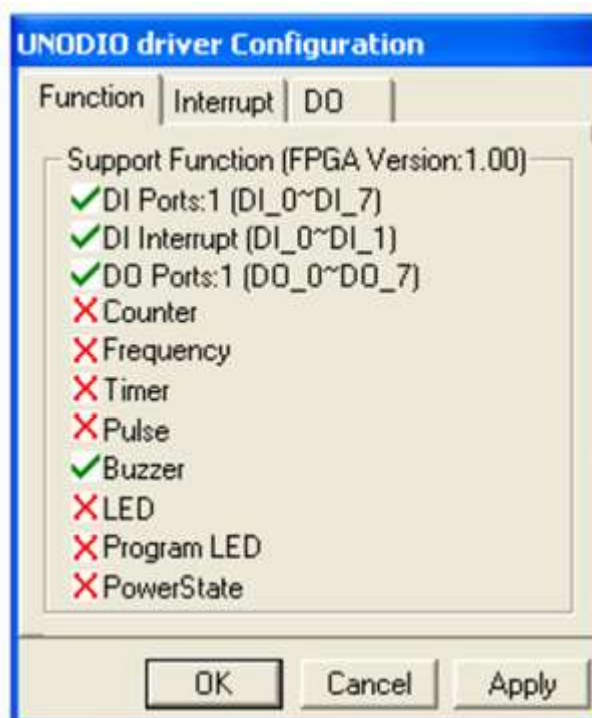 UNODIO driver Configuration
Function Interrupt DO
Support Function (FPGA Version:1.00)
DI Ports:1 (DI_0~DI_7)
DI Interrupt (DI_0~DI_1)
DO Ports:1 (DO_0~DO_7)
Counter
Frequency
Timer
Pulse
Buzzer
LED
Program LED
PowerState
OK Cancel Apply